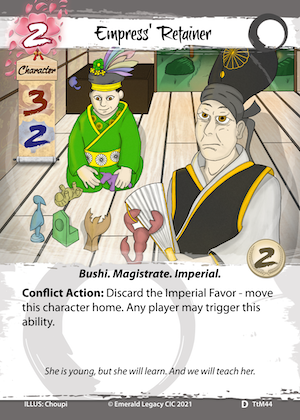 2
Empress' Retainer
Character
3
2
2
Bushi. Magistrate. Imperial.
Conflict Action: Discard the Imperial Favor - move
this character home. Any player may trigger this
ability.
She is young, but she will learn. And we will teach her.
ILLUS: Choupi © Emerald Legacy CIC 2021 D TtM44